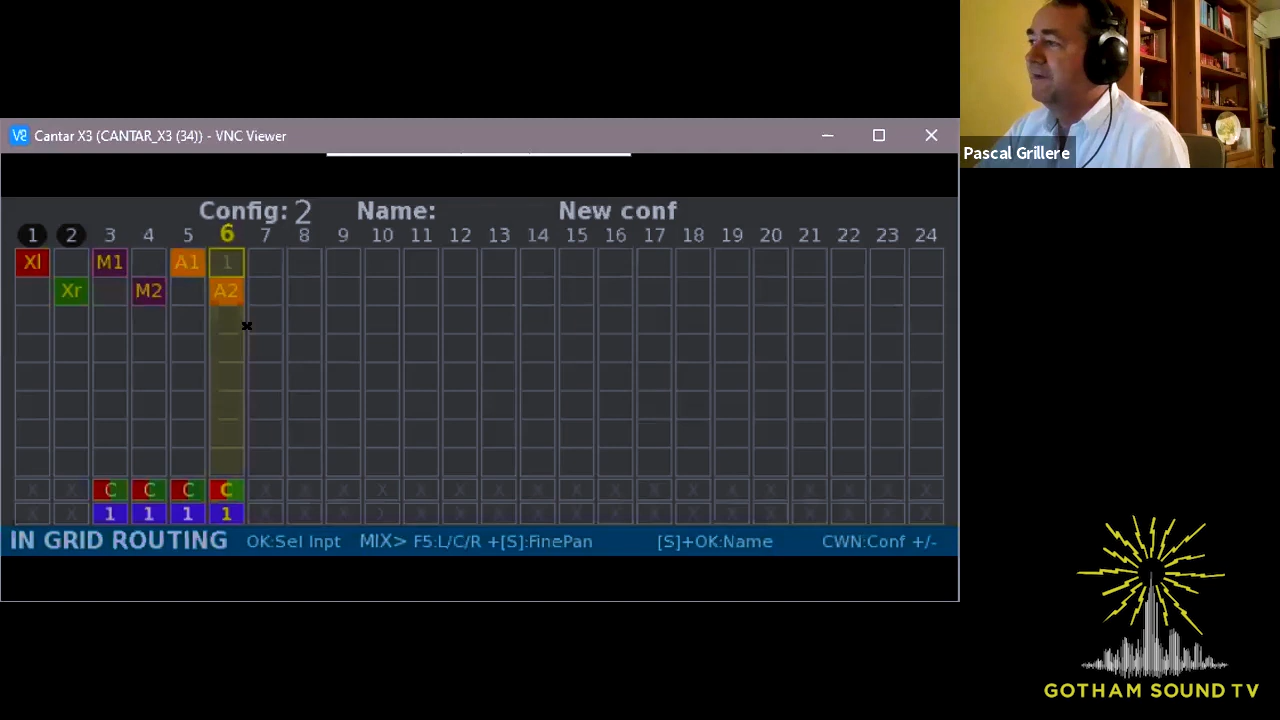 Cantar X3 (CANTAR_X3 (34)) - VNC Viewer
Pascal Grillere
Config: 2 Name: New conf
1 2 3 4 5 6 7 8 9 10 11 12 13 14 15 16 17 18 19 20 21 22 23 24
Xl M1 A1 1
Xr M2 A2
X X C C C C X X X X X X X X X X X X X X X X X X
X X 1 1 1 1 X X X X X X X X X X X X X X X X X X
IN GRID ROUTING OK:Sel Inpt MIX> F5:L/C/R +[S]:FinePan [S]+OK:Name CWN:Conf +/-
GOTHAM SOUND TV